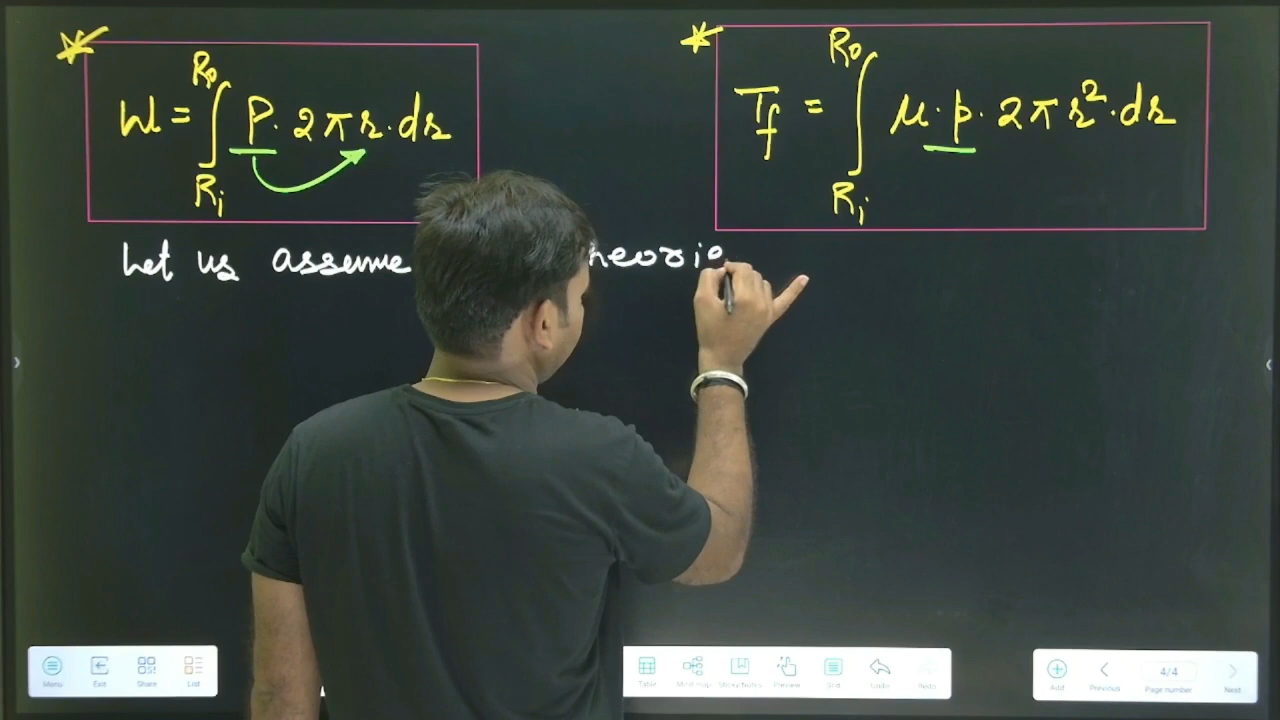 W = ∫ P. 2πr.dr
Ro
Ri
Tf = ∫ μ.p.2πr².dr
Ro
Ri
Let us assume
Menu Exit Share List
Table Mind map Sticky Notes Preview Grid Undo Redo
Add Previous 4/4 Page number Next